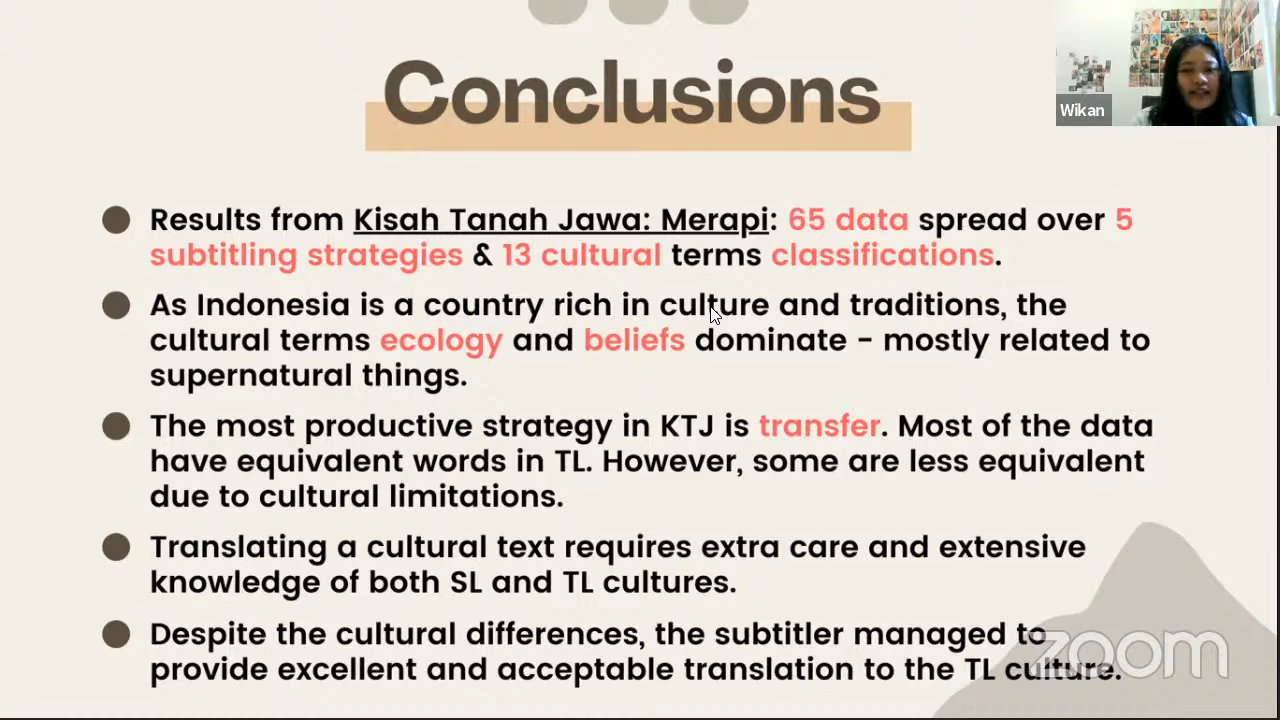 Conclusions
Wikan
Results from Kisah Tanah Jawa: Merapi: 65 data spread over 5
subtitling strategies & 13 cultural terms classifications.
As Indonesia is a country rich in culture and traditions, the
cultural terms ecology and beliefs dominate - mostly related to
supernatural things.
The most productive strategy in KTJ is transfer. Most of the data
have equivalent words in TL. However, some are less equivalent
due to cultural limitations.
Translating a cultural text requires extra care and extensive
knowledge of both SL and TL cultures.
Despite the cultural differences, the subtitler managed to
provide excellent and acceptable translation to the TL culture.
zoom